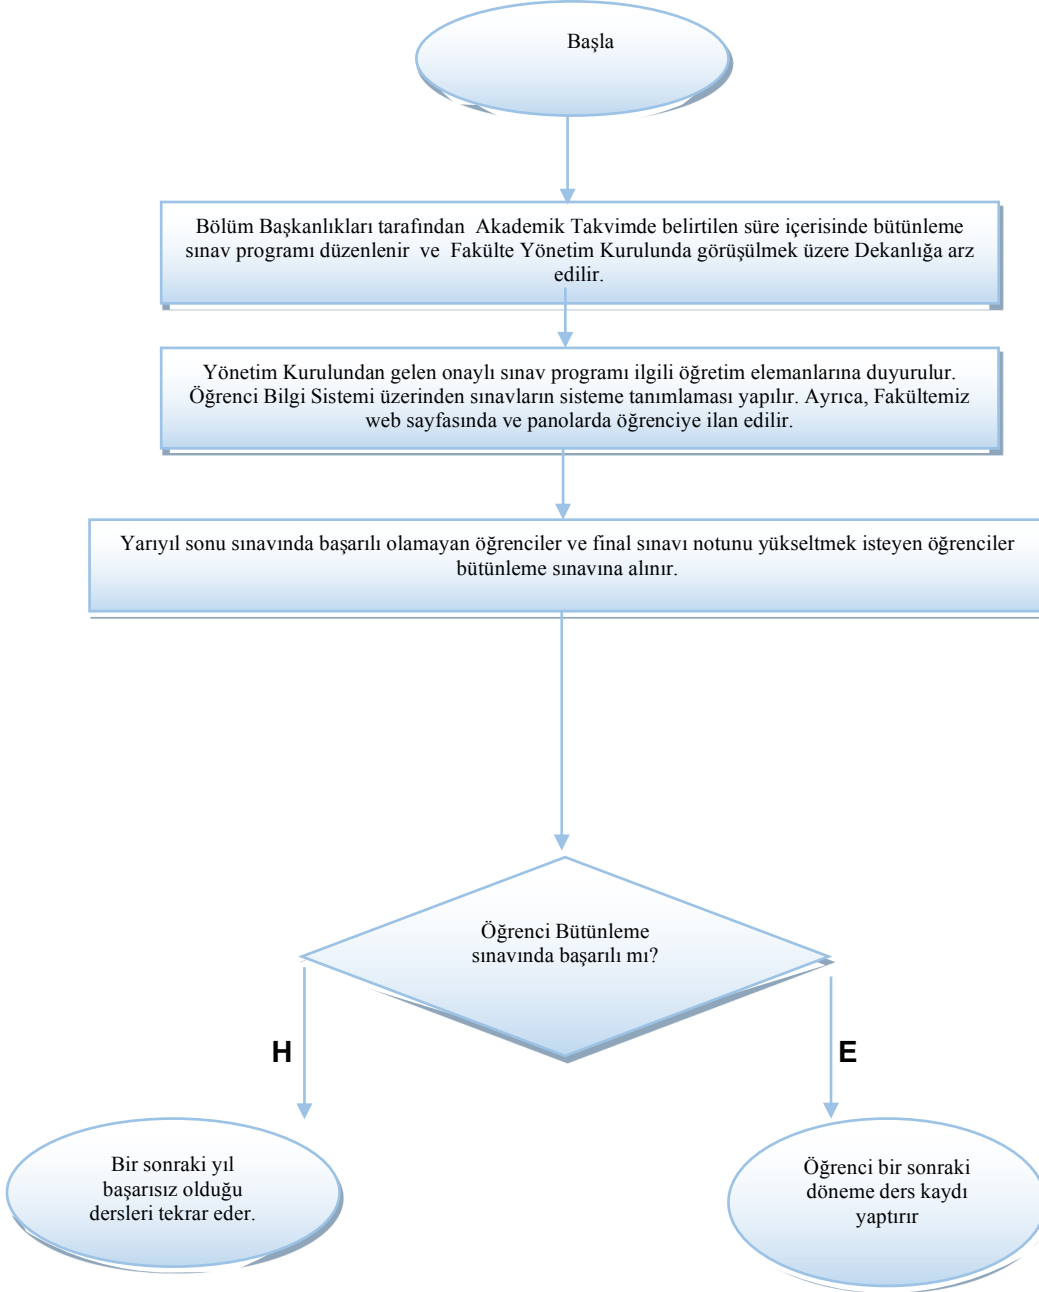 Başla
Bölüm Başkanlıkları tarafından Akademik Takvimde belirtilen süre içerisinde bütünleme
sınav programı düzenlenir ve Fakülte Yönetim Kurulunda görüşülmek üzere Dekanlığa arz
edilir.
Yönetim Kurulundan gelen onaylı sınav programı ilgili öğretim elemanlarına duyurulur.
Öğrenci Bilgi Sistemi üzerinden sınavların sisteme tanımlaması yapılır. Ayrıca, Fakültemiz
web sayfasında ve panolarda öğrenciye ilan edilir.
Yarıyıl sonu sınavında başarılı olamayan öğrenciler ve final sınavı notunu yükseltmek isteyen öğrenciler
bütünleme sınavına alınır.
Öğrenci Bütünleme
sınavında başarılı mı?
H
E
Bir sonraki yıl
başarısız olduğu
dersleri tekrar eder.
Öğrenci bir sonraki
döneme ders kaydı
yaptırır